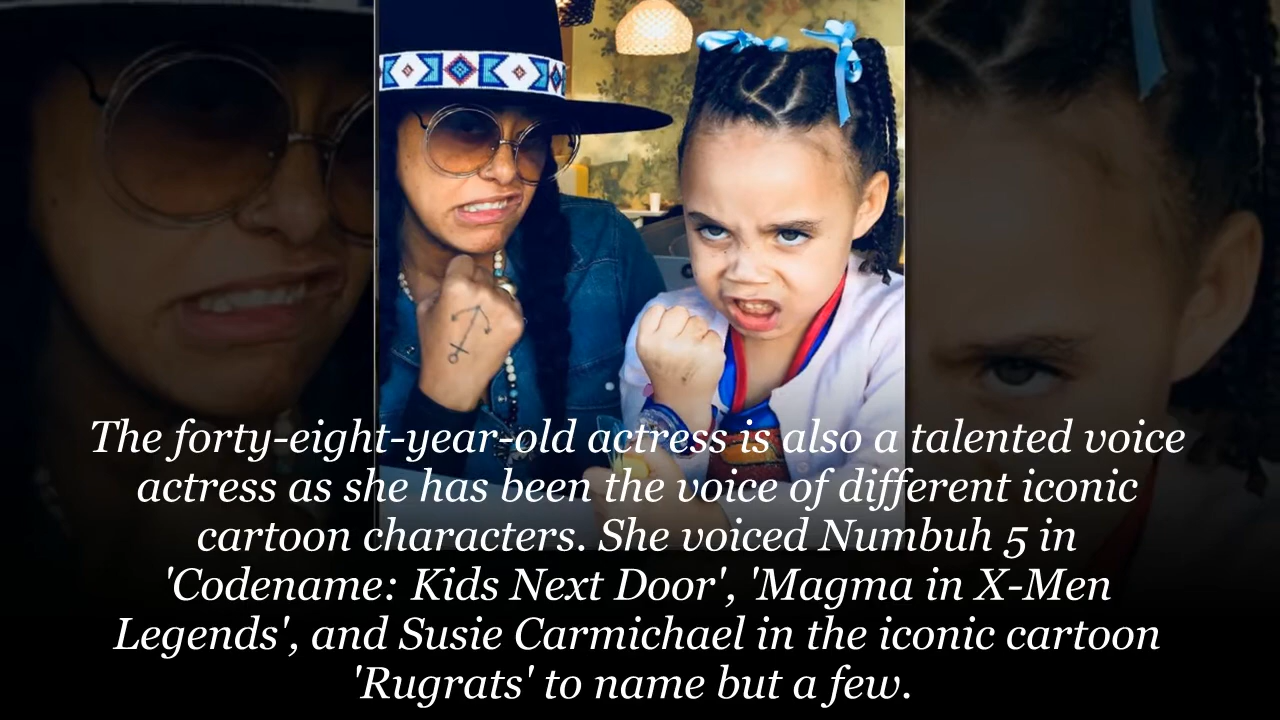 The forty-eight-year-old actress is also a talented voice
actress as she has been the voice of different iconic
cartoon characters. She voiced Numbuh 5 in
'Codename: Kids Next Door', 'Magma in X-Men
Legends', and Susie Carmichael in the iconic cartoon
'Rugrats' to name but a few.